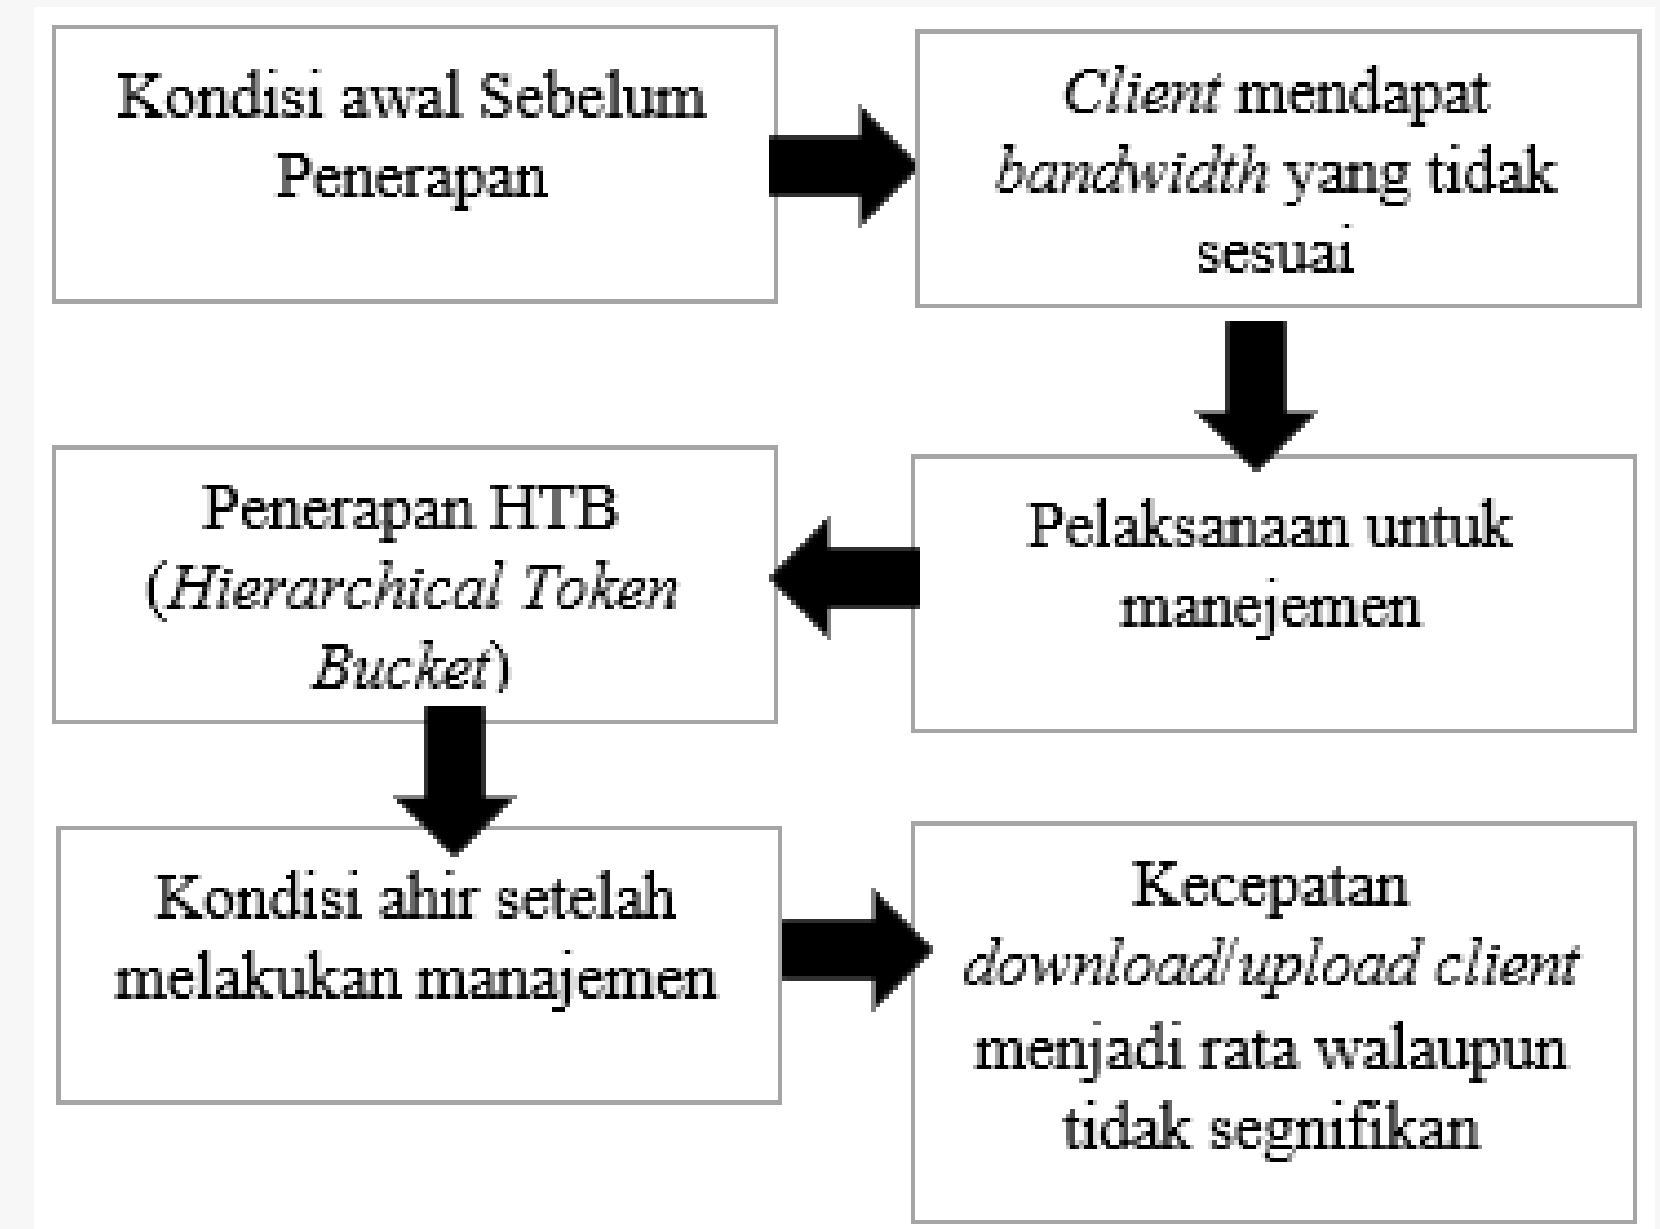 Kondisi awal Sebelum
Penerapan
Client mendapat
bandwidth yang tidak
sesuai
Pelaksanaan untuk
manejemen
Penerapan HTB
(Hierarchical Token
Bucket)
Kondisi ahir setelah
melakukan manajemen
Kecepatan
download/upload client
menjadi rata walaupun
tidak segnifikan